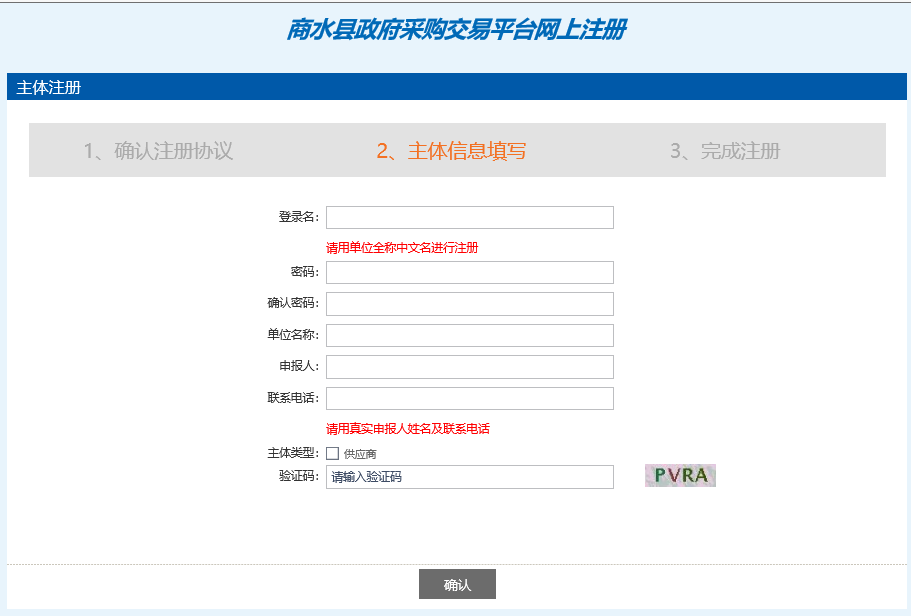 商水县政府采购交易平台网上注册
主体注册
1、确认注册协议 2、主体信息填写 3、完成注册
登录名：
请用单位全称中文名进行注册
密码：
确认密码：
单位名称：
申报人：
联系电话：
请用真实申报人姓名及联系电话
主体类型： 供应商
验证码： 请输入验证码 PVRA
确认